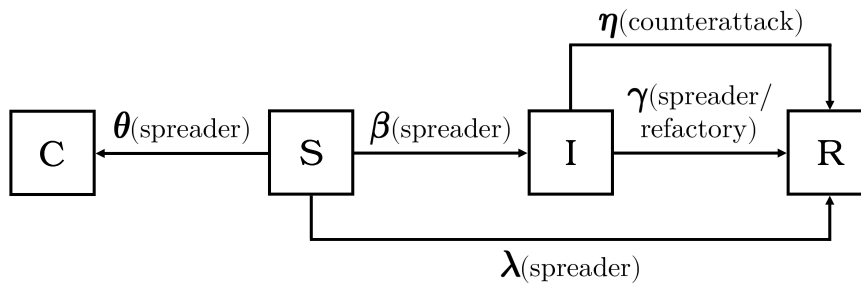 η(counterattack)
θ(spreader)
β(spreader)
γ(spreader/
refactory)
C
S
I
R
λ(spreader)